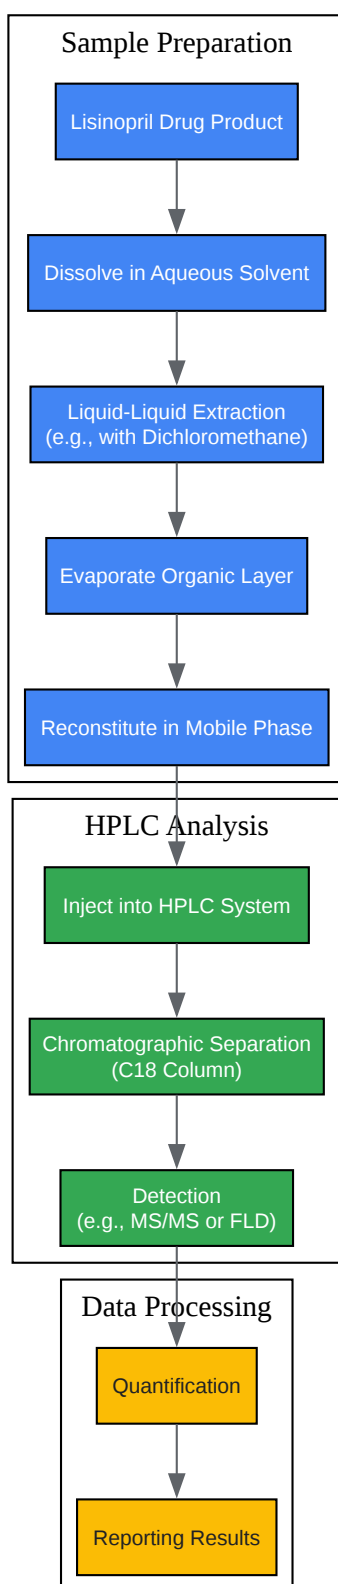 Sample Preparation
Lisinopril Drug Product
Dissolve in Aqueous Solvent
Liquid-Liquid Extraction
(e.g., with Dichloromethane)
Evaporate Organic Layer
Reconstitute in Mobile Phase
HPLC Analysis
Inject into HPLC System
Chromatographic Separation
(C18 Column)
Detection
(e.g., MS/MS or FLD)
Data Processing
Quantification
Reporting Results